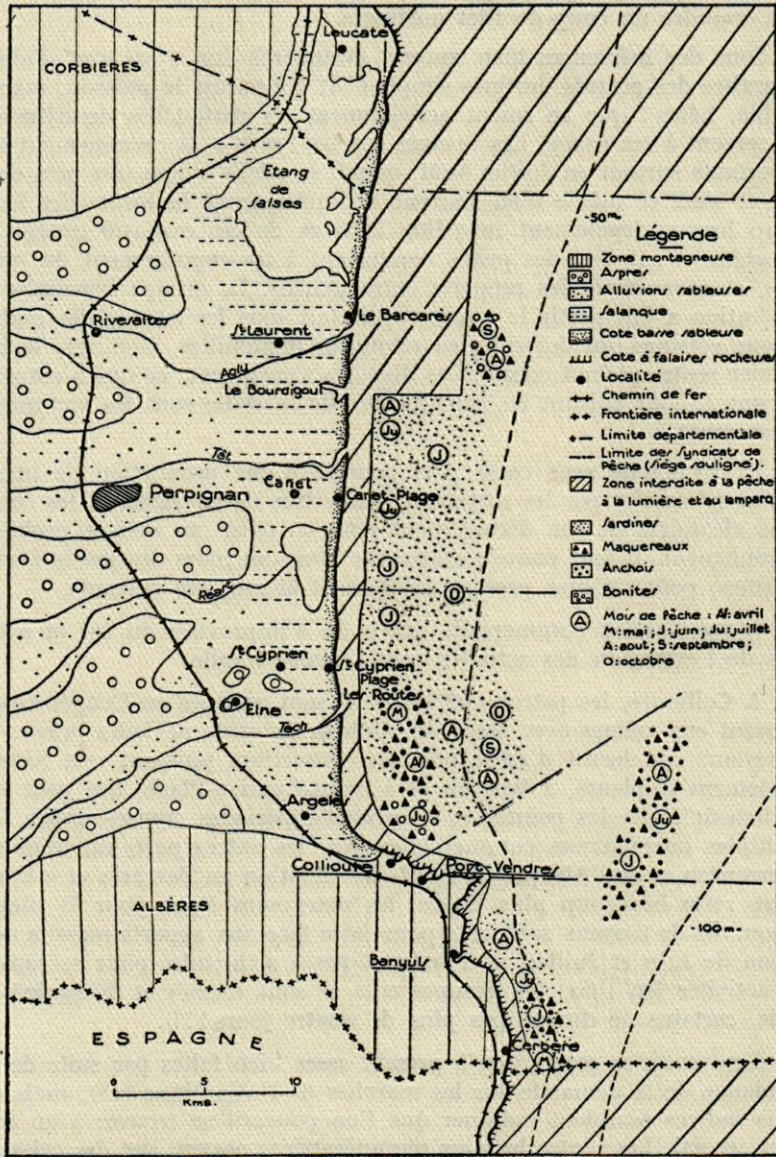 Leucate
CORBIÈRES
Etang
de
Salses
-50m-
Légende
Zone montagneuse
Aspres
Alluvions sableuses
Salanque
Cote basse sableuse
Cote à falaises rocheuses
Localité
Chemin de fer
Frontière internationale
Limite départementale
Limite des syndicats de
Pêche (siège souligné).
Zone interdite à la pêche
à la lumière et au lamparo
Sardines
Maquereaux
Anchois
Bonites
Mois de pêche : Al: avril
M: mai; J: juin; Ju: juillet
A: aout; S: septembre;
O: octobre
A
Le Barcarès
Rivesaltes
St Laurent
Agly
Le Bourdigoul
S
A
A
Ju
J
Têt
Perpignan
Canet
Canet-Plage
Ju
J
Réart
J
O
St Cyprien
St Cyprien
Plage
Elne
Le Routé
Tech
M
A
O
S
A
Al
Ju
Argelès
A
Ju
J
Collioure
Port-Vendres
ALBÈRES
-100m-
Banyuls
A
Ju
J
Cerbère
M
ESPAGNE
0 5 10
Kms.